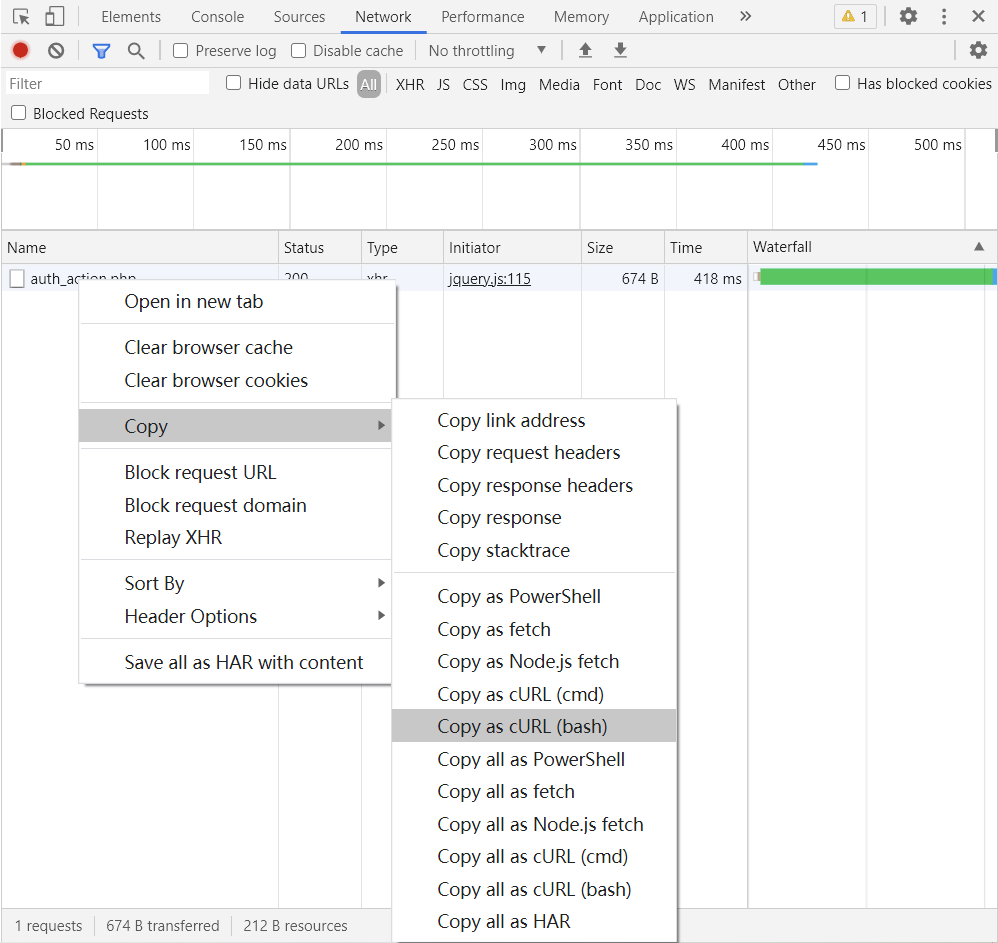 Elements Console Sources Network Performance Memory Application » 1
Preserve log Disable cache No throttling
Filter Hide data URLs All XHR JS CSS Img Media Font Doc WS Manifest Other Has blocked cookies
Blocked Requests
50 ms 100 ms 150 ms 200 ms 250 ms 300 ms 350 ms 400 ms 450 ms 500 ms
Name Status Type Initiator Size Time Waterfall
auth_action.php 200 xhr jquery.js:115 674 B 418 ms
Open in new tab
Clear browser cache
Clear browser cookies
Copy
Block request URL
Block request domain
Replay XHR
Sort By
Header Options
Save all as HAR with content
Copy link address
Copy request headers
Copy response headers
Copy response
Copy stacktrace
Copy as PowerShell
Copy as fetch
Copy as Node.js fetch
Copy as cURL (cmd)
Copy as cURL (bash)
Copy all as PowerShell
Copy all as fetch
Copy all as Node.js fetch
Copy all as cURL (cmd)
Copy all as cURL (bash)
Copy all as HAR
1 requests 674 B transferred 212 B resources